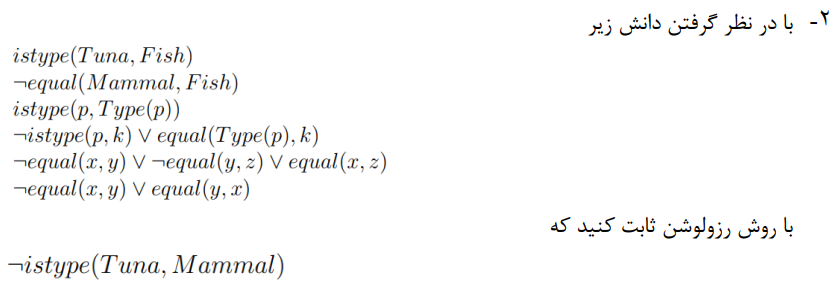 ۲- با در نظر گرفتن دانش زیر
istype(Tuna, Fish)
¬equal(Mammal, Fish)
istype(p, Type(p))
¬istype(p, k) ∨ equal(Type(p), k)
¬equal(x, y) ∨ ¬equal(y, z) ∨ equal(x, z)
¬equal(x, y) ∨ equal(y, x)
با روش رزولوشن ثابت کنید که
¬istype(Tuna, Mammal)